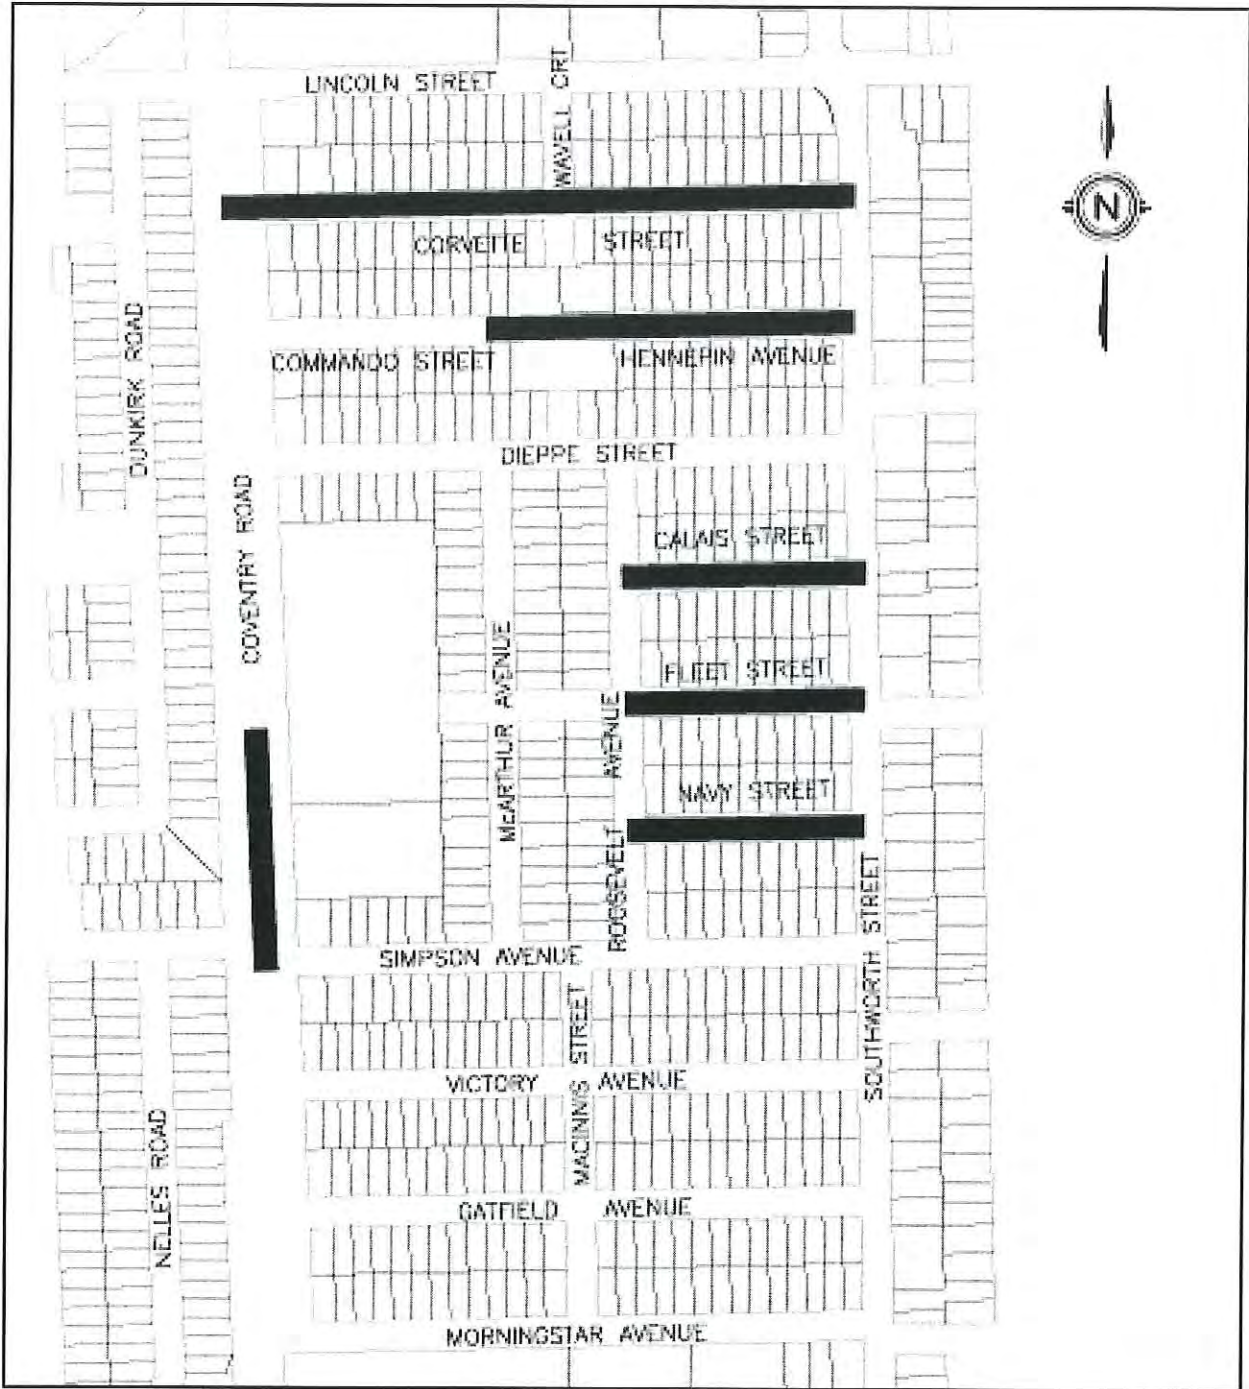 LINCOLN STREET
WAVELL CRT
N
CORVETTE STREET
DUNKIRK ROAD
COMMANDO STREET
HENNEPIN AVENUE
DIEPPE STREET
COVENTRY ROAD
CALAIS STREET
McARTHUR AVENUE
FLEET STREET
ROOSEVELT AVENUE
NAVY STREET
SIMPSON AVENUE
SOUTHWORTH STREET
MACINNIS STREET
VICTORY AVENUE
NELLES ROAD
GATFIELD AVENUE
MORNINGSTAR AVENUE